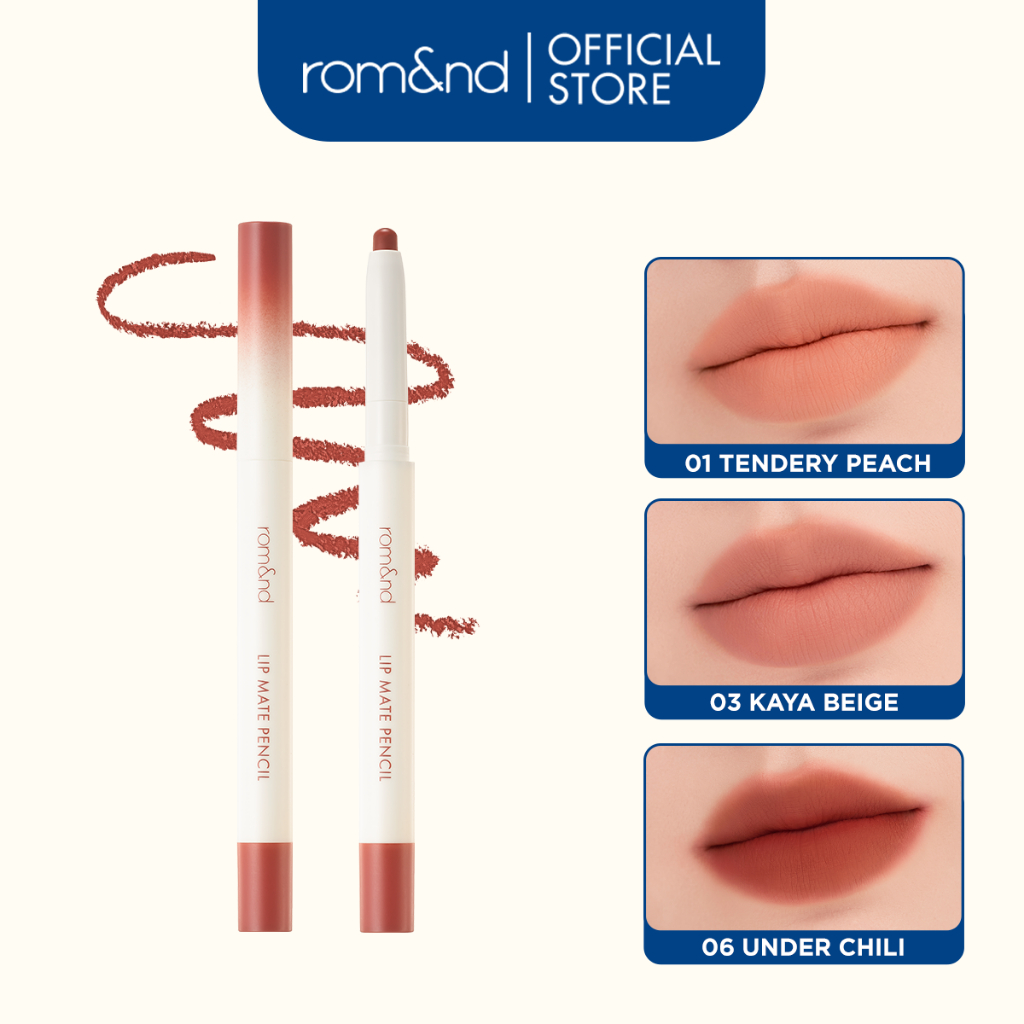 rom&nd
OFFICIAL
STORE
rom&nd
LIP MATE PENCIL
rom&nd
LIP MATE PENCIL
01 TENDERY PEACH
03 KAYA BEIGE
06 UNDER CHILI